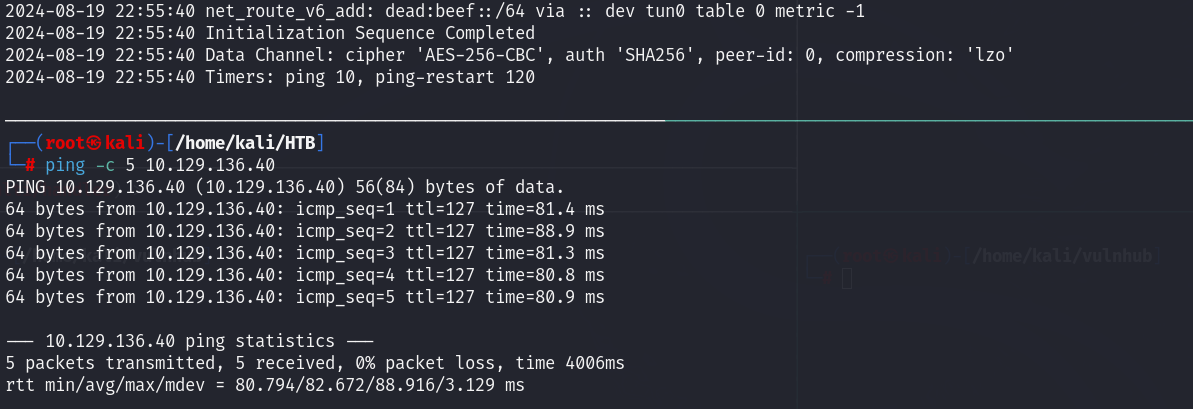 2024-08-19 22:55:40 net_route_v6_add: dead:beef::/64 via :: dev tun0 table 0 metric -1
2024-08-19 22:55:40 Initialization Sequence Completed
2024-08-19 22:55:40 Data Channel: cipher 'AES-256-CBC', auth 'SHA256', peer-id: 0, compression: 'lzo'
2024-08-19 22:55:40 Timers: ping 10, ping-restart 120
┌──(root㉿kali)-[/home/kali/HTB]
└─# ping -c 5 10.129.136.40
PING 10.129.136.40 (10.129.136.40) 56(84) bytes of data.
64 bytes from 10.129.136.40: icmp_seq=1 ttl=127 time=81.4 ms
64 bytes from 10.129.136.40: icmp_seq=2 ttl=127 time=88.9 ms
64 bytes from 10.129.136.40: icmp_seq=3 ttl=127 time=81.3 ms
64 bytes from 10.129.136.40: icmp_seq=4 ttl=127 time=80.8 ms
64 bytes from 10.129.136.40: icmp_seq=5 ttl=127 time=80.9 ms
--- 10.129.136.40 ping statistics ---
5 packets transmitted, 5 received, 0% packet loss, time 4006ms
rtt min/avg/max/mdev = 80.794/82.672/88.916/3.129 ms
┌──(root㉿kali)-[/home/kali/vulnhub]
└─#